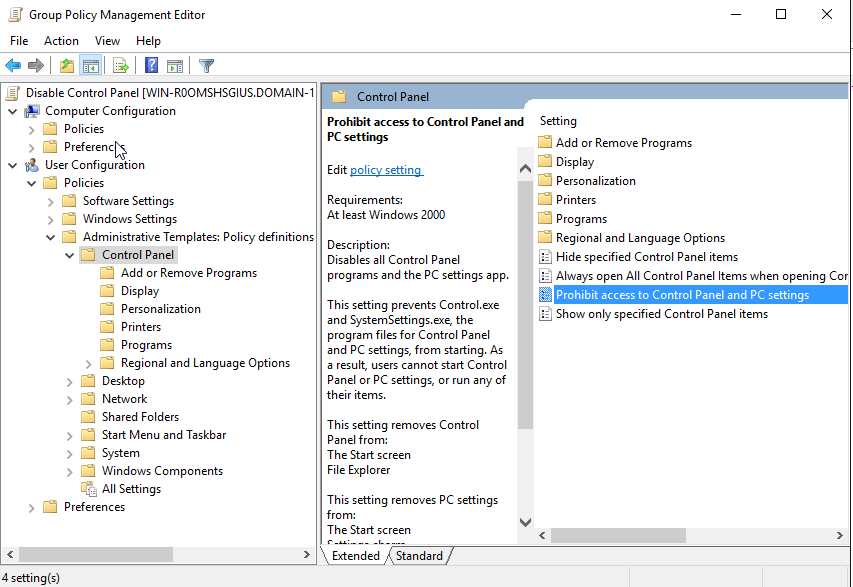 Group Policy Management Editor
File Action View Help
Disable Control Panel [WIN-R0OMSHSGIUS.DOMAIN-1
Computer Configuration
Policies
Preferences
User Configuration
Policies
Software Settings
Windows Settings
Administrative Templates: Policy definitions
Control Panel
Add or Remove Programs
Display
Personalization
Printers
Programs
Regional and Language Options
Desktop
Network
Shared Folders
Start Menu and Taskbar
System
Windows Components
All Settings
Preferences
Control Panel
Prohibit access to Control Panel and
PC settings
Edit policy setting
Requirements:
At least Windows 2000
Description:
Disables all Control Panel
programs and the PC settings app.
This setting prevents Control.exe
and SystemSettings.exe, the
program files for Control Panel
and PC settings, from starting. As
a result, users cannot start Control
Panel or PC settings, or run any of
their items.
This setting removes Control
Panel from:
The Start screen
File Explorer
This setting removes PC settings
from:
The Start screen
Settings charm
Setting
Add or Remove Programs
Display
Personalization
Printers
Programs
Regional and Language Options
Hide specified Control Panel items
Always open All Control Panel Items when opening Cor
Prohibit access to Control Panel and PC settings
Show only specified Control Panel items
Extended Standard
4 setting(s)